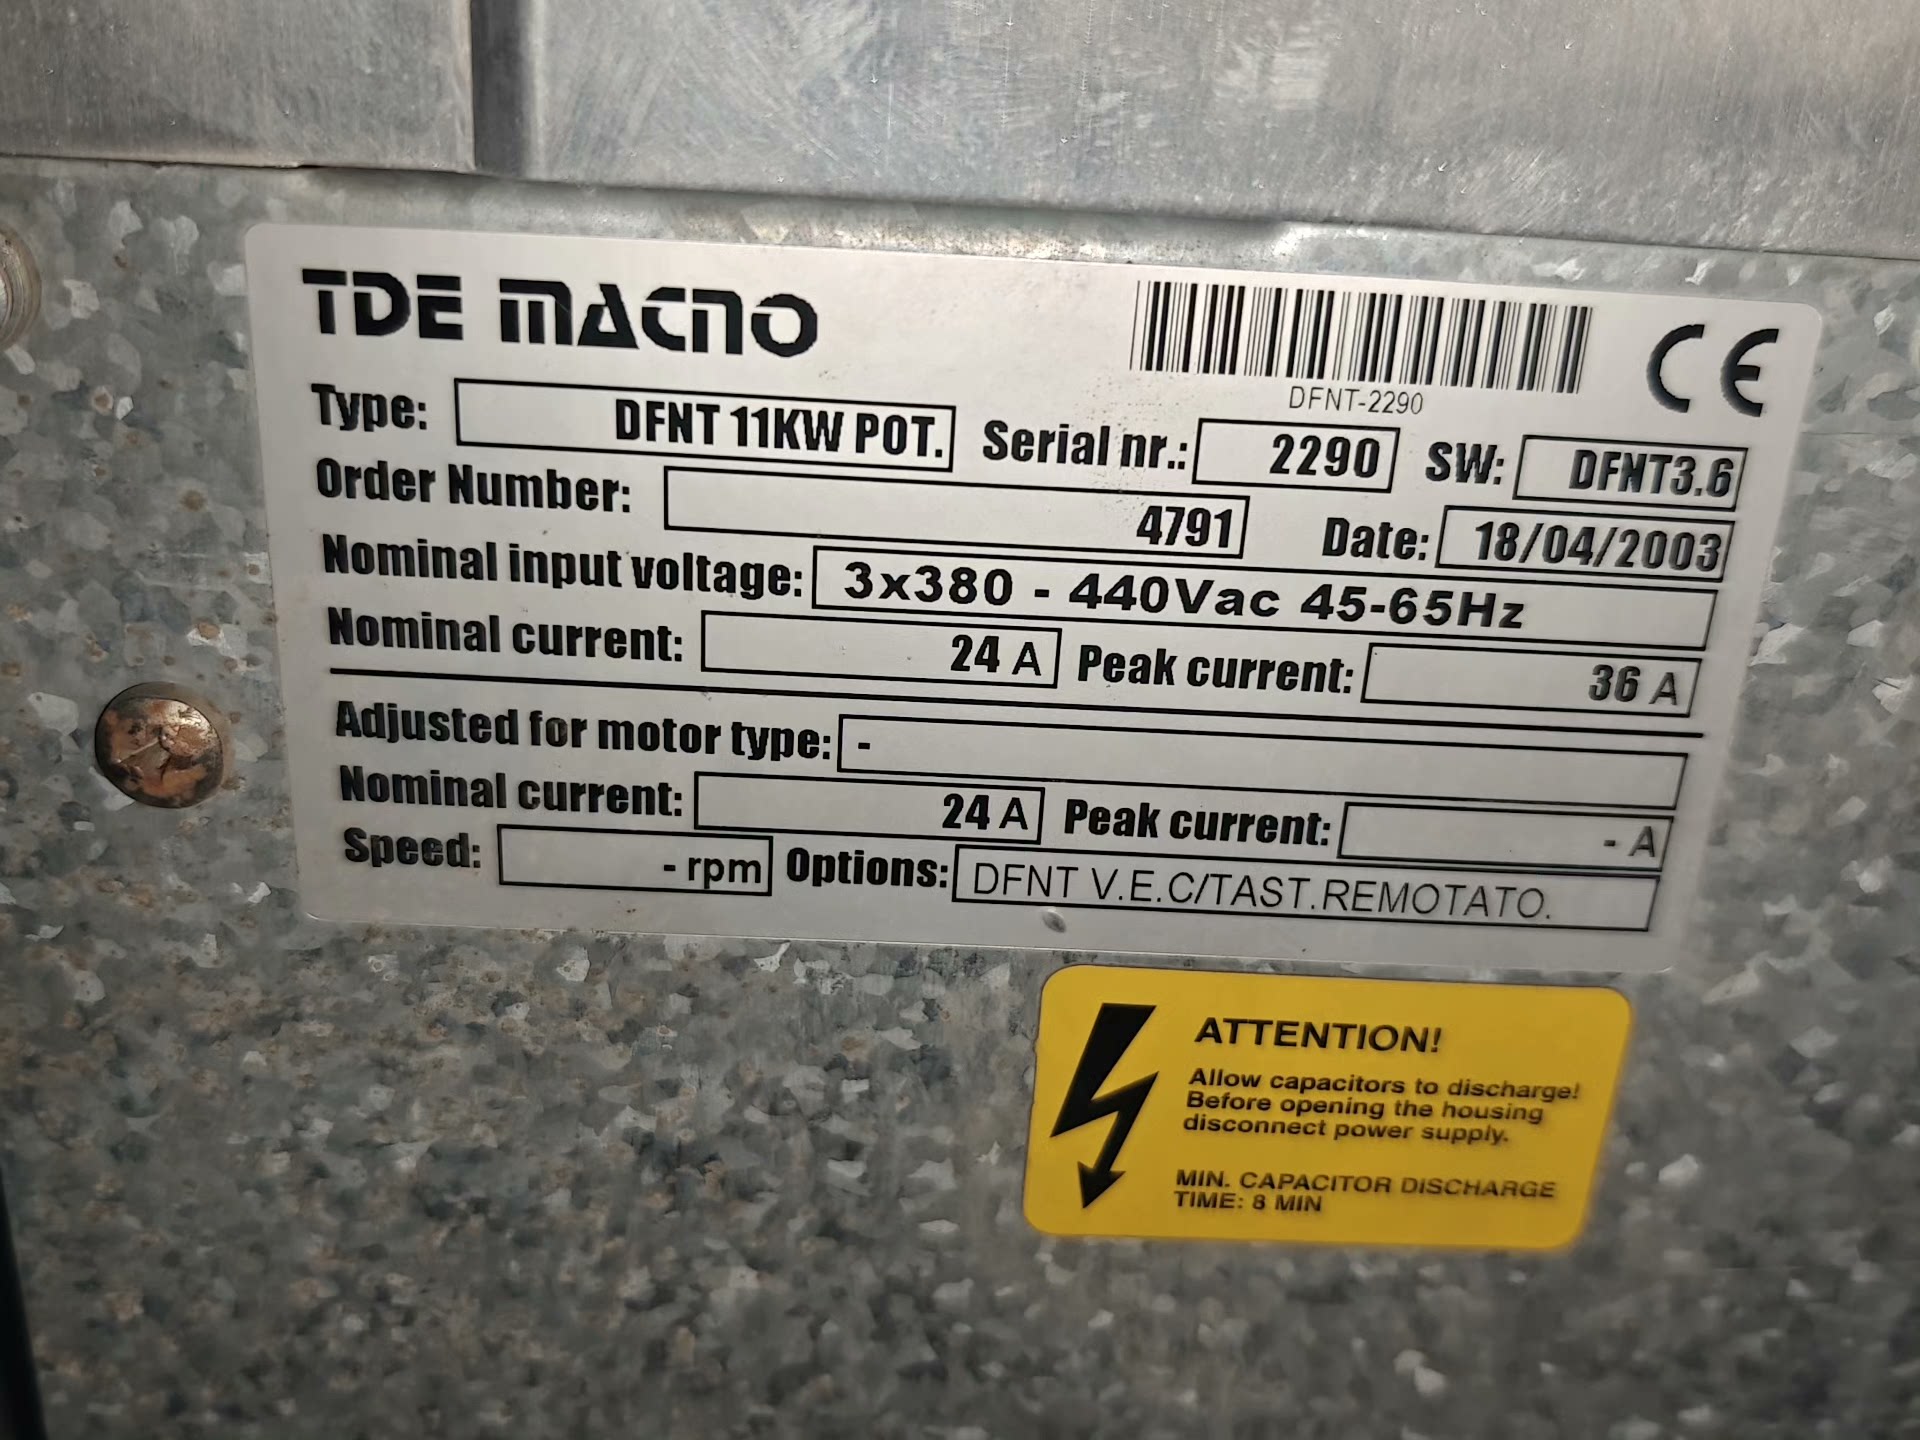 TDE MACNO
DFNT-2290
CE
Type: DFNT 11KW POT. Serial nr.: 2290 SW: DFNT3.6
Order Number: 4791 Date: 18/04/2003
Nominal input voltage: 3x380 - 440Vac 45-65Hz
Nominal current: 24 A Peak current: 36 A
Adjusted for motor type: -
Nominal current: 24 A Peak current: - A
Speed: - rpm Options: DFNT V.E.C/TAST.REMOTATO.
ATTENTION!
Allow capacitors to discharge!
Before opening the housing
disconnect power supply.
MIN. CAPACITOR DISCHARGE
TIME: 8 MIN